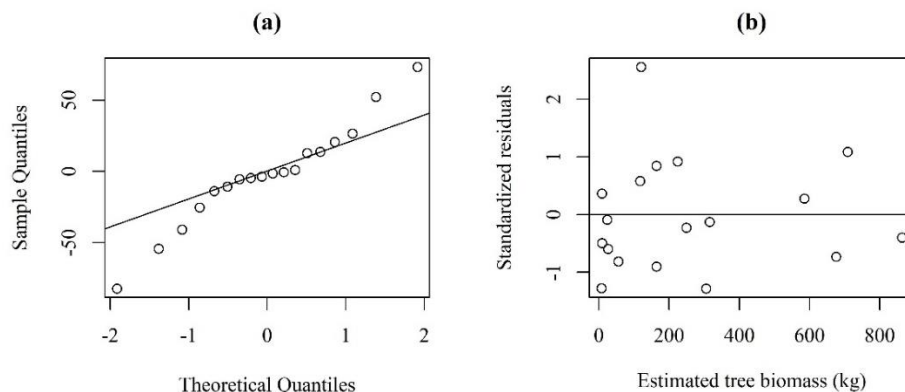 (a)
Sample Quantiles
50
0
-50
-2
-1
0
1
2
Theoretical Quantiles
(b)
Standardized residuals
2
1
0
-1
0
200
400
600
800
Estimated tree biomass (kg)